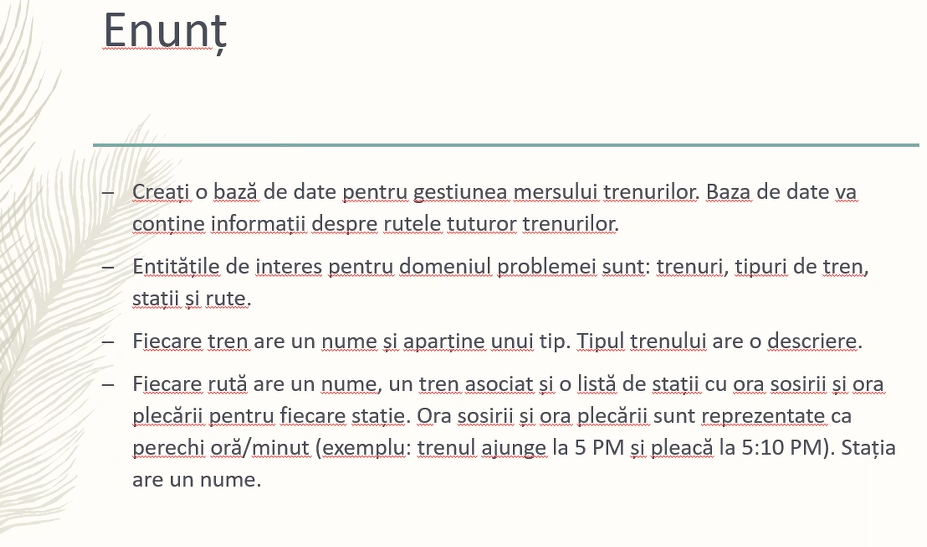 Enunț
– Creați o bază de date pentru gestiunea mersului trenurilor. Baza de date va
conține informații despre rutele tuturor trenurilor.
– Entitățile de interes pentru domeniul problemei sunt: trenuri, tipuri de tren,
stații și rute.
– Fiecare tren are un nume și aparține unui tip. Tipul trenului are o descriere.
– Fiecare rută are un nume, un tren asociat și o listă de stații cu ora sosirii și ora
plecării pentru fiecare stație. Ora sosirii și ora plecării sunt reprezentate ca
perechi oră/minut (exemplu: trenul ajunge la 5 PM și pleacă la 5:10 PM). Stația
are un nume.